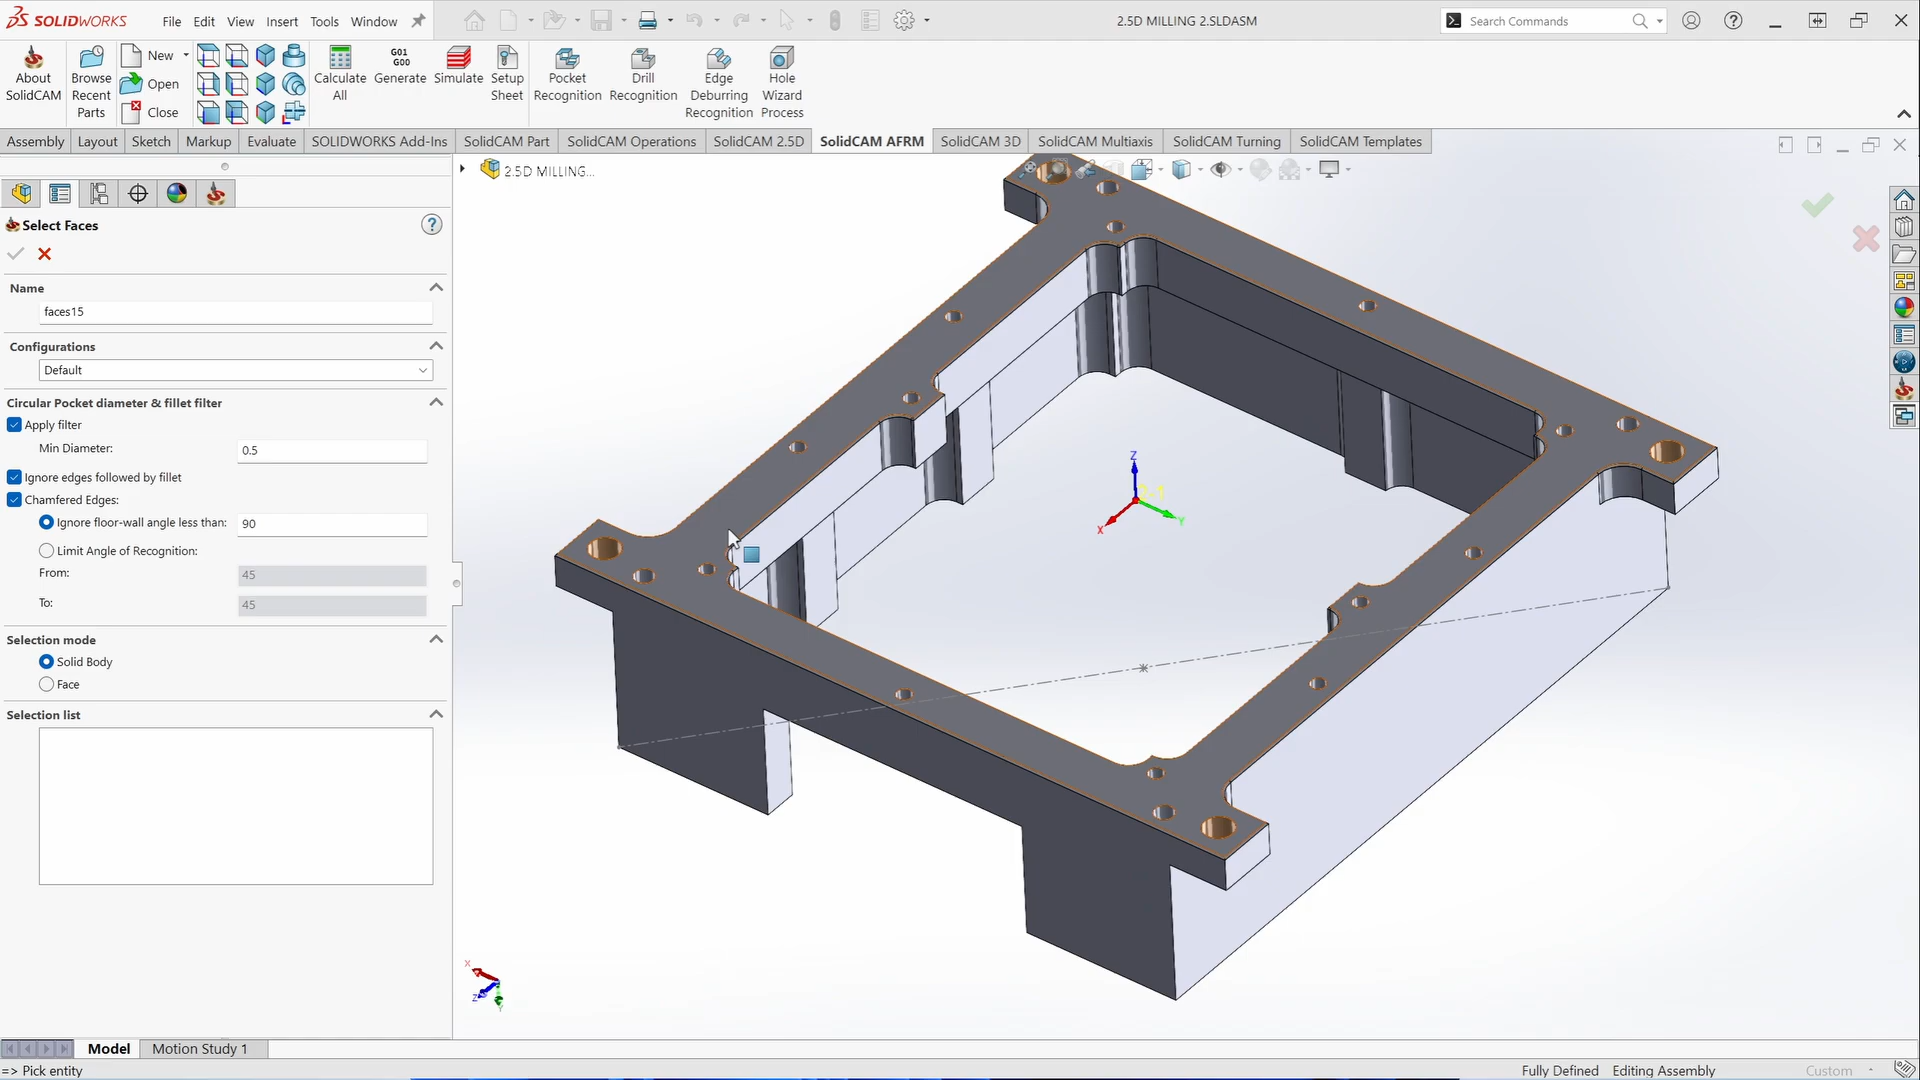 SOLIDWORKS
File
Edit
View
Insert
Tools
Window
2.5D MILLING 2.SLDASM
Search Commands
About SolidCAM
Browse Recent Parts
New
Open
Close
Calculate All
G01 G00
Generate
Simulate
Setup Sheet
Pocket Recognition
Drill Recognition
Edge Deburring Recognition
Hole Wizard Process
Assembly
Layout
Sketch
Markup
Evaluate
SOLIDWORKS Add-Ins
SolidCAM Part
SolidCAM Operations
SolidCAM 2.5D
SolidCAM AFRM
SolidCAM 3D
SolidCAM Multiaxis
SolidCAM Turning
SolidCAM Templates
2.5D MILLING...
Select Faces
Name
faces15
Configurations
Default
Circular Pocket diameter & fillet filter
Apply filter
Min Diameter:
0.5
Ignore edges followed by fillet
Chamfered Edges:
Ignore floor-wall angle less than:
90
Limit Angle of Recognition:
From:
45
To:
45
Selection mode
Solid Body
Face
Selection list
Z
X
Y
X
Z
Y
Model
Motion Study 1
=> Pick entity
Fully Defined
Editing Assembly
Custom